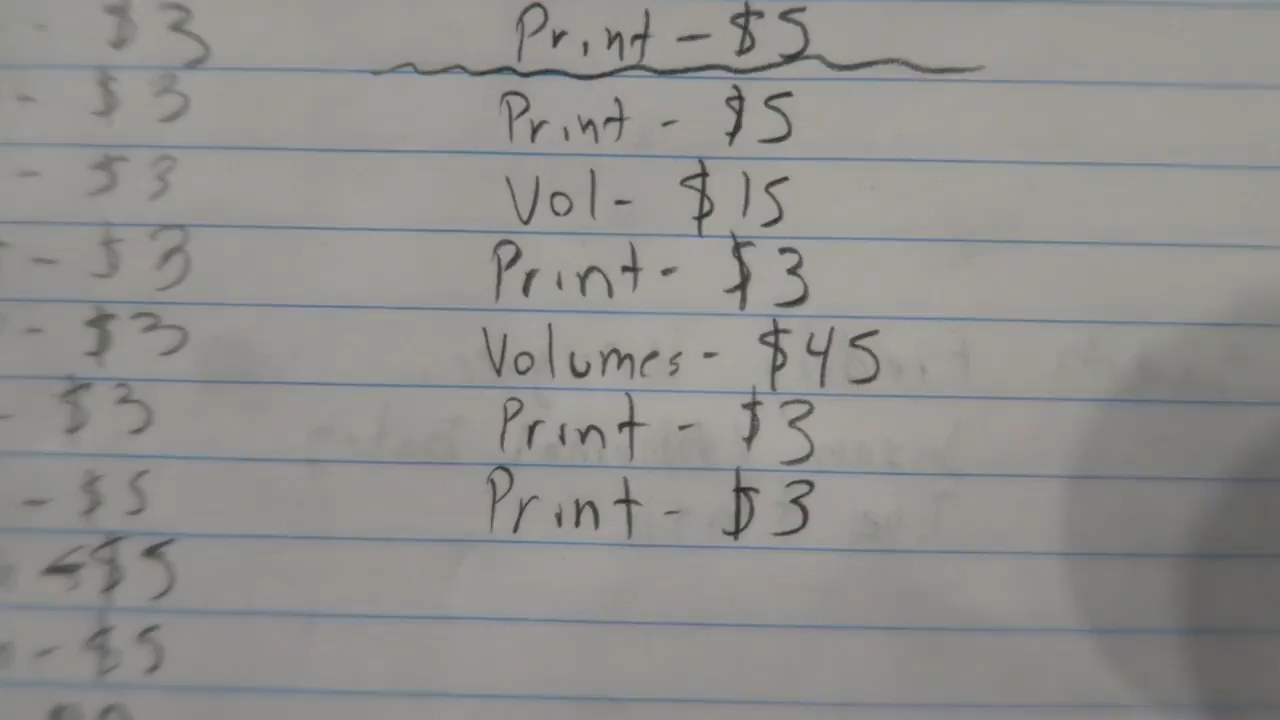 - $3
- $3
- $3
- $3
- $3
- $3
- $5
- $5
- $5
Print - $5
Print - $5
Vol - $15
Print - $3
Volumes - $45
Print - $3
Print - $3